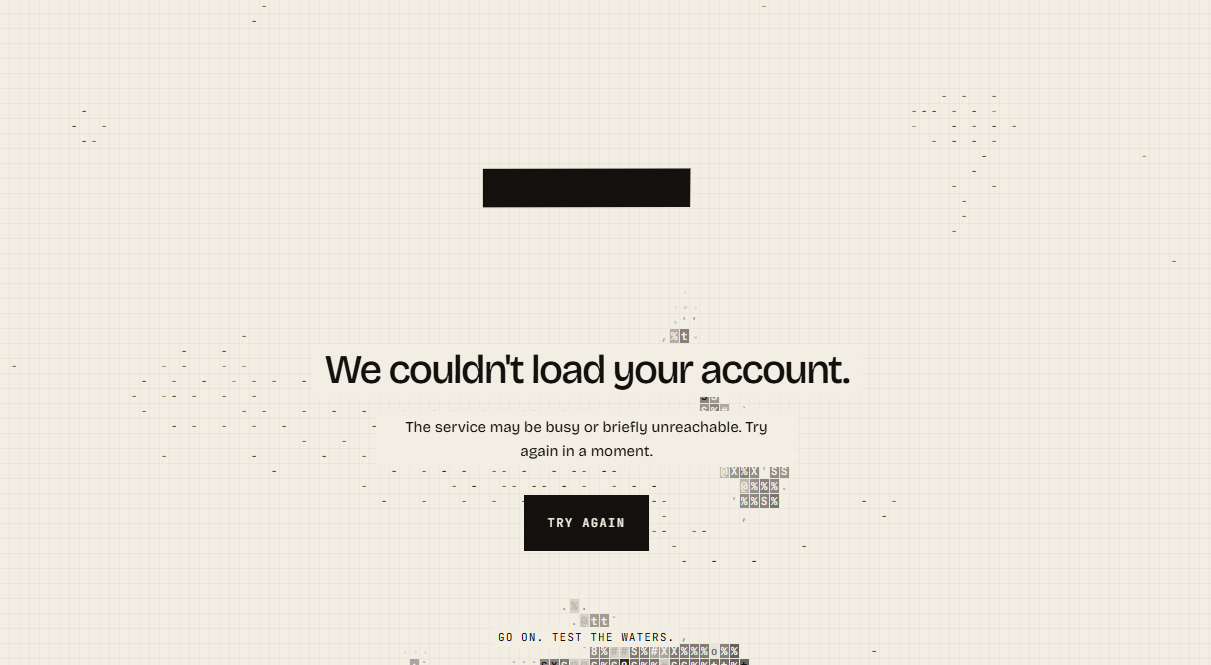 We couldn't load your account.
The service may be busy or briefly unreachable. Try
again in a moment.
TRY AGAIN
GO ON. TEST THE WATERS.